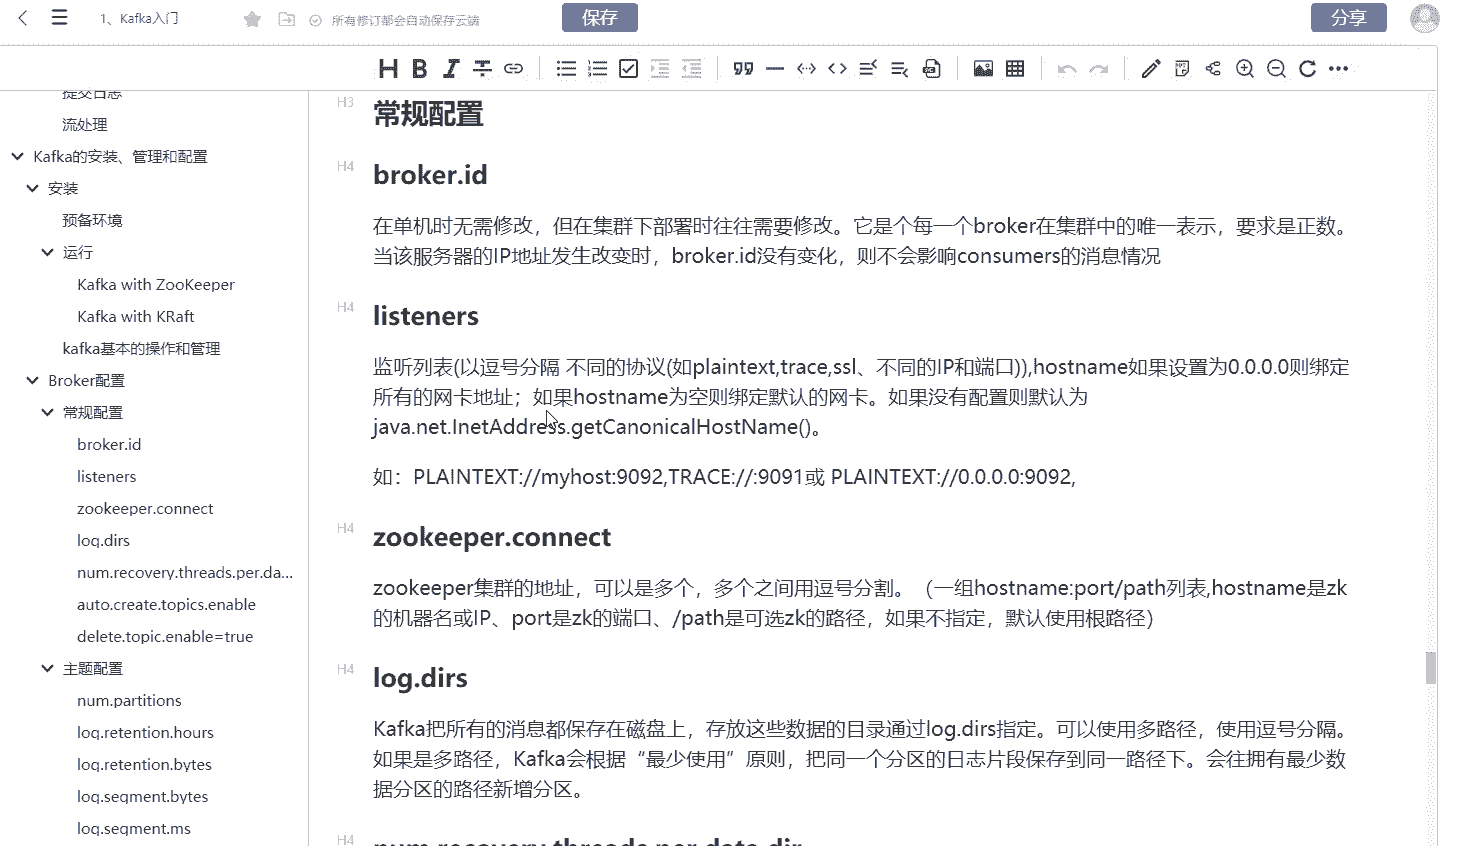 1、Kafka入门
所有修订都会自动保存云端
保存
分享
提交日志
流处理
Kafka的安装、管理和配置
安装
预备环境
运行
Kafka with ZooKeeper
Kafka with KRaft
kafka基本的操作和管理
Broker配置
常规配置
broker.id
listeners
zookeeper.connect
log.dirs
num.recovery.threads.per.da...
auto.create.topics.enable
delete.topic.enable=true
主题配置
num.partitions
log.retention.hours
log.retention.bytes
log.segment.bytes
log.segment.ms
H3
常规配置
H4
broker.id
在单机时无需修改，但在集群下部署时往往需要修改。它是个每一个broker在集群中的唯一表示，要求是正数。
当该服务器的IP地址发生改变时，broker.id没有变化，则不会影响consumers的消息情况
H4
listeners
监听列表(以逗号分隔 不同的协议(如plaintext,trace,ssl、不同的IP和端口)),hostname如果设置为0.0.0.0则绑定
所有的网卡地址；如果hostname为空则绑定默认的网卡。如果没有配置则默认为
java.net.InetAddress.getCanonicalHostName()。
如：PLAINTEXT://myhost:9092,TRACE://:9091或 PLAINTEXT://0.0.0.0:9092,
H4
zookeeper.connect
zookeeper集群的地址，可以是多个，多个之间用逗号分割。（一组hostname:port/path列表,hostname是zk
的机器名或IP、port是zk的端口、/path是可选zk的路径，如果不指定，默认使用根路径）
H4
log.dirs
Kafka把所有的消息都保存在磁盘上，存放这些数据的目录通过log.dirs指定。可以使用多路径，使用逗号分隔。
如果是多路径，Kafka会根据“最少使用”原则，把同一个分区的日志片段保存到同一路径下。会往拥有最少数
据分区的路径新增分区。
H4
num.recovery.threads.per.data.dir